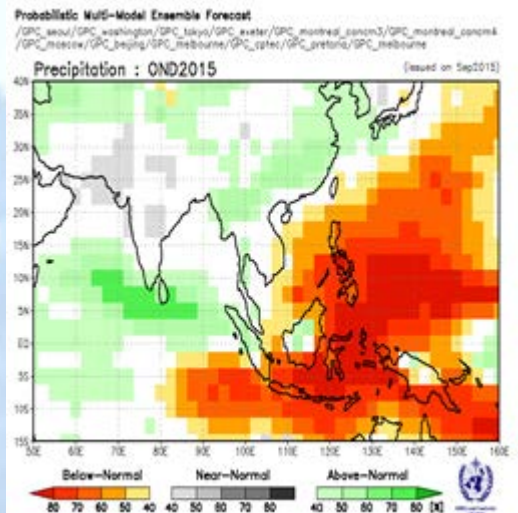 Probabilistic Multi-Model Ensemble Forecast
/GPC_seoul/GPC_washington/GPC_tokyo/GPC_exeter/GPC_montreal_cancm3/GPC_montreal_cancm4
/GPC_moscow/GPC_beijing/GPC_melbourne/GPC_cptec/GPC_pretoria/GPC_melbourne
Precipitation : OND2015 (issued on Sep2015)
40N
35N
30N
25N
20N
15N
10N
5N
EQ
5S
10S
15S
50E 60E 70E 80E 90E 100E 110E 120E 130E 140E 150E 160E
Below-Normal Near-Normal Above-Normal
80 70 60 50 40 40 50 60 70 80 40 50 60 70 80 [%]